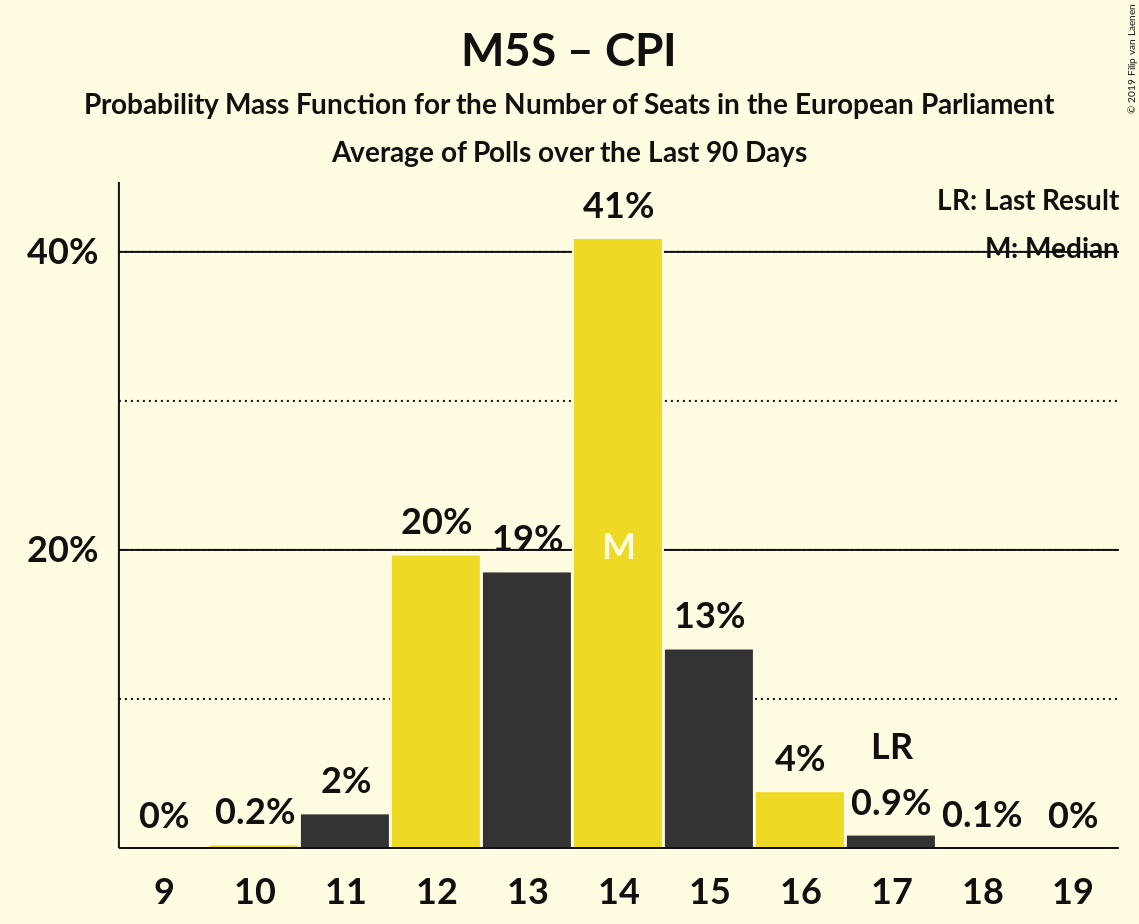 M5S – CPI
Probability Mass Function for the Number of Seats in the European Parliament
Average of Polls over the Last 90 Days
© 2019 Filip van Laenen
LR: Last Result
M: Median
40%
20%
0%
0.2%
2%
20%
19%
41%
M
13%
4%
LR
0.9%
0.1%
0%
9 10 11 12 13 14 15 16 17 18 19